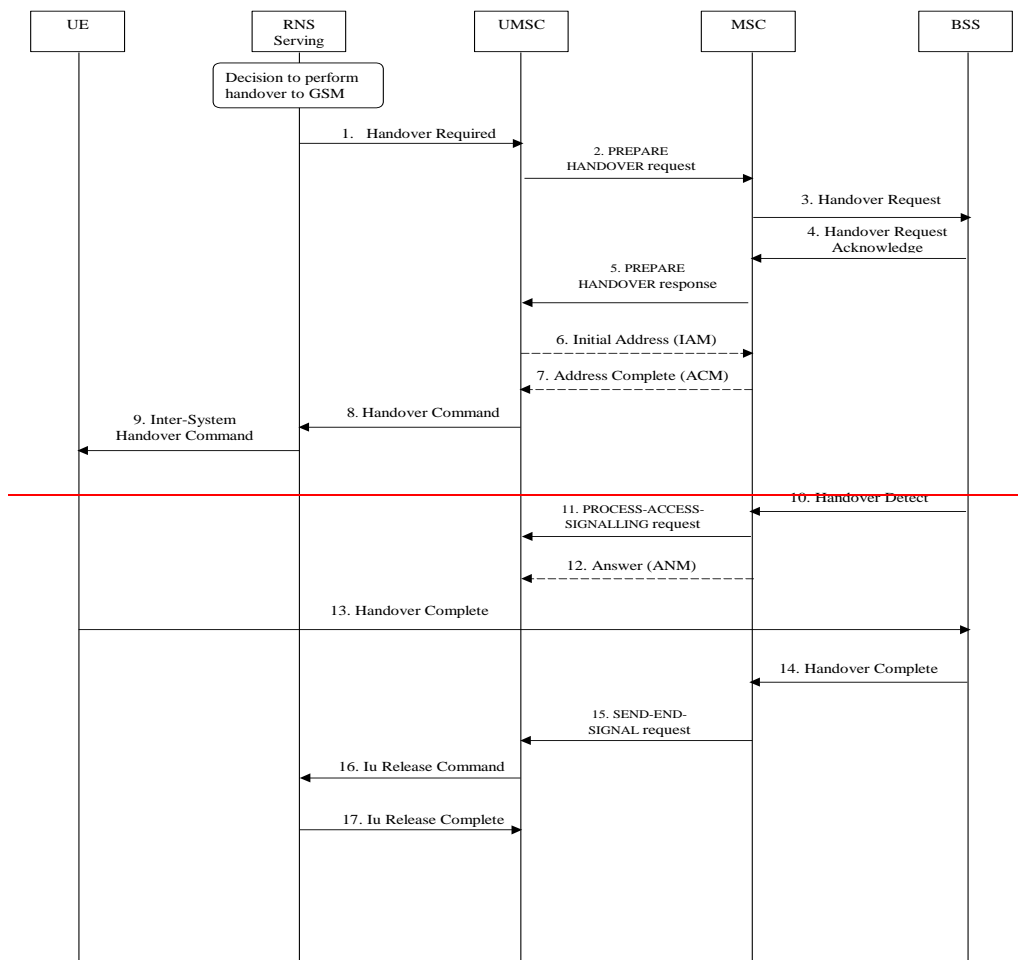 UE
RNS
Serving
UMSC
MSC
BSS
Decision to perform
handover to GSM
1. Handover Required
2. PREPARE
HANDOVER request
3. Handover Request
4. Handover Request
Acknowledge
5. PREPARE
HANDOVER response
6. Initial Address (IAM)
7. Address Complete (ACM)
8. Handover Command
9. Inter-System
Handover Command
10. Handover Detect
11. PROCESS-ACCESS-
SIGNALLING request
12. Answer (ANM)
13. Handover Complete
14. Handover Complete
15. SEND-END-
SIGNAL request
16. Iu Release Command
17. Iu Release Complete